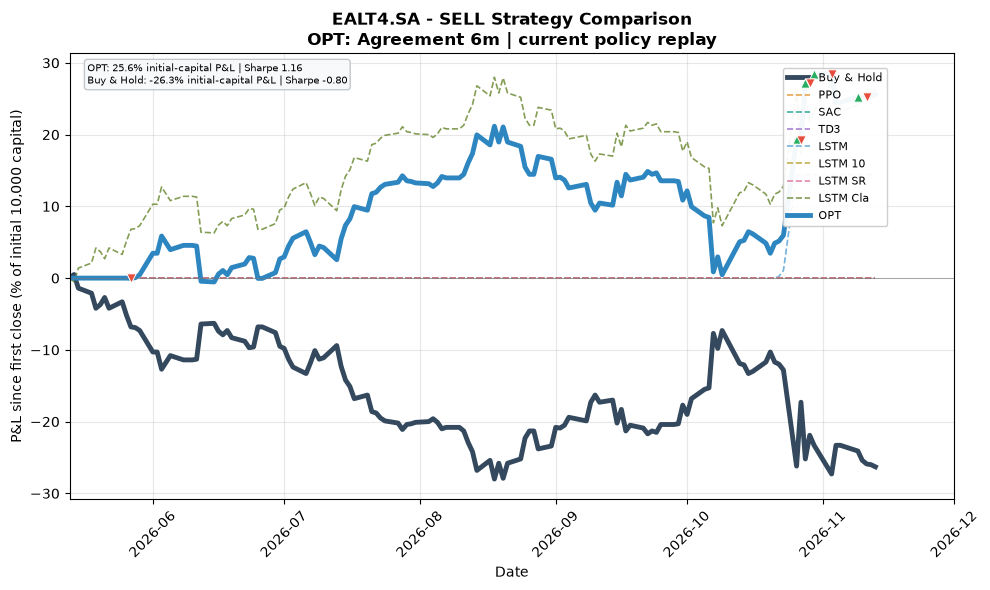 EALT4.SA - SELL Strategy Comparison
OPT: Agreement 6m | current policy replay
OPT: 25.6% initial-capital P&L | Sharpe 1.16
Buy & Hold: -26.3% initial-capital P&L | Sharpe -0.80
Buy & Hold
PPO
SAC
TD3
LSTM
LSTM 10
LSTM SR
LSTM Cla
OPT
P&L since first close (% of initial 10,000 capital)
30
20
10
0
−10
−20
−30
2026-06
2026-07
2026-08
2026-09
2026-10
2026-11
2026-12
Date